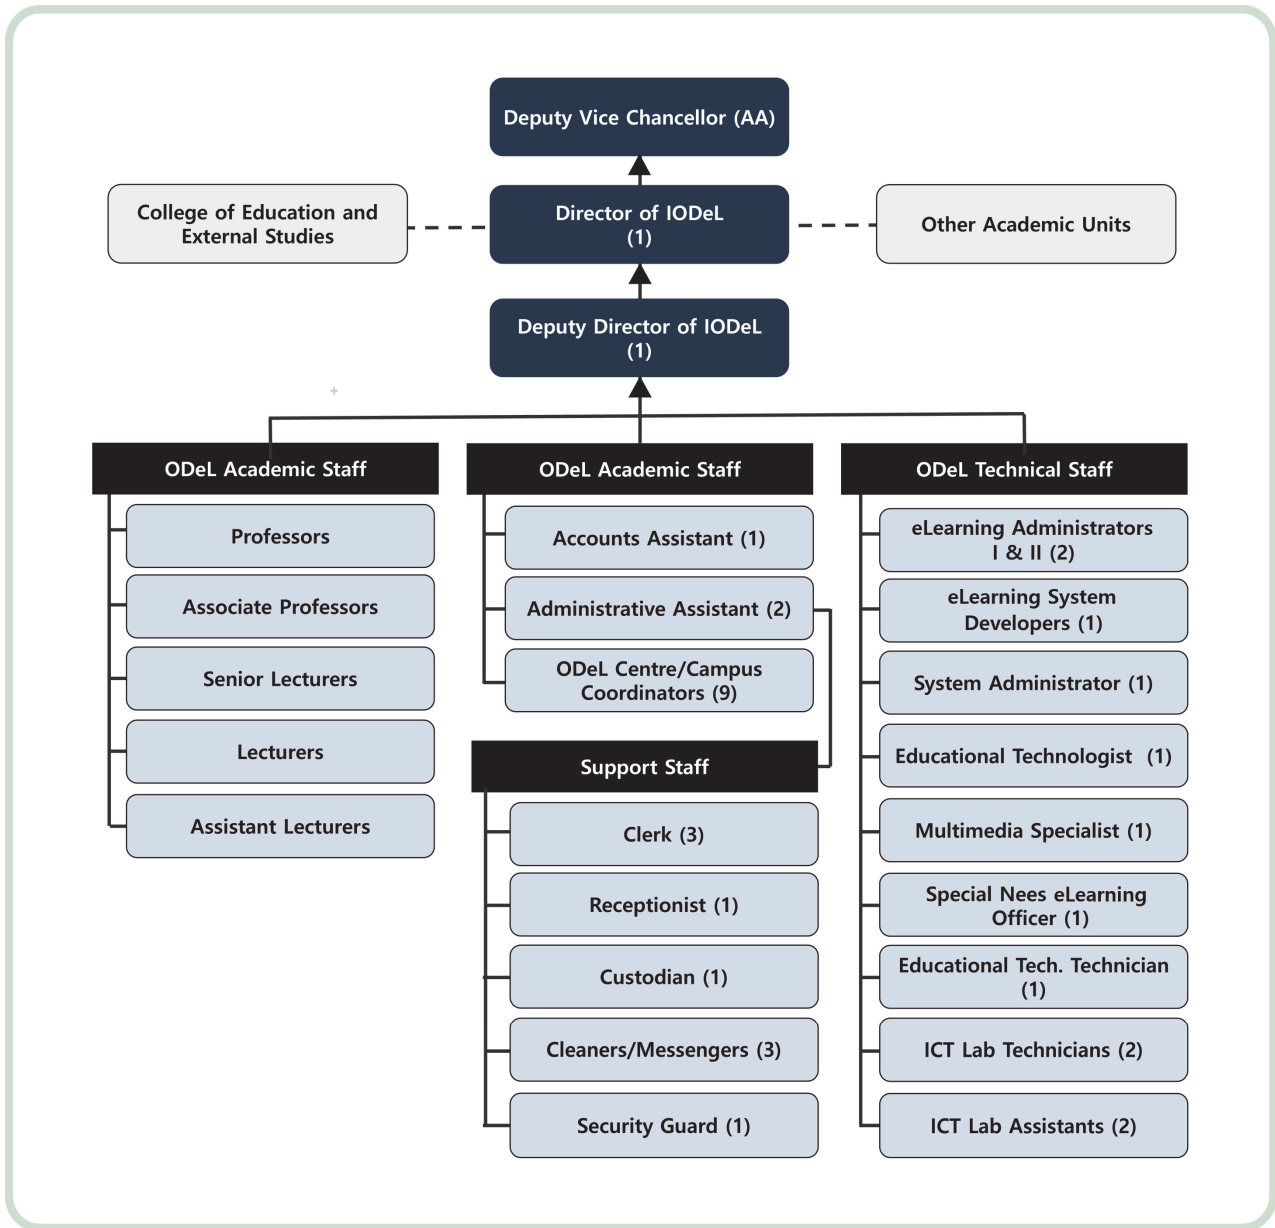 Deputy Vice Chancellor (AA)
College of Education and
External Studies
Director of IODeL
(1)
Other Academic Units
Deputy Director of IODeL
(1)
ODeL Academic Staff
Professors
Associate Professors
Senior Lecturers
Lecturers
Assistant Lecturers
ODeL Academic Staff
Accounts Assistant (1)
Administrative Assistant (2)
ODeL Centre/Campus
Coordinators (9)
Support Staff
Clerk (3)
Receptionist (1)
Custodian (1)
Cleaners/Messengers (3)
Security Guard (1)
ODeL Technical Staff
eLearning Administrators
I & II (2)
eLearning System
Developers (1)
System Administrator (1)
Educational Technologist (1)
Multimedia Specialist (1)
Special Nees eLearning
Officer (1)
Educational Tech. Technician
(1)
ICT Lab Technicians (2)
ICT Lab Assistants (2)